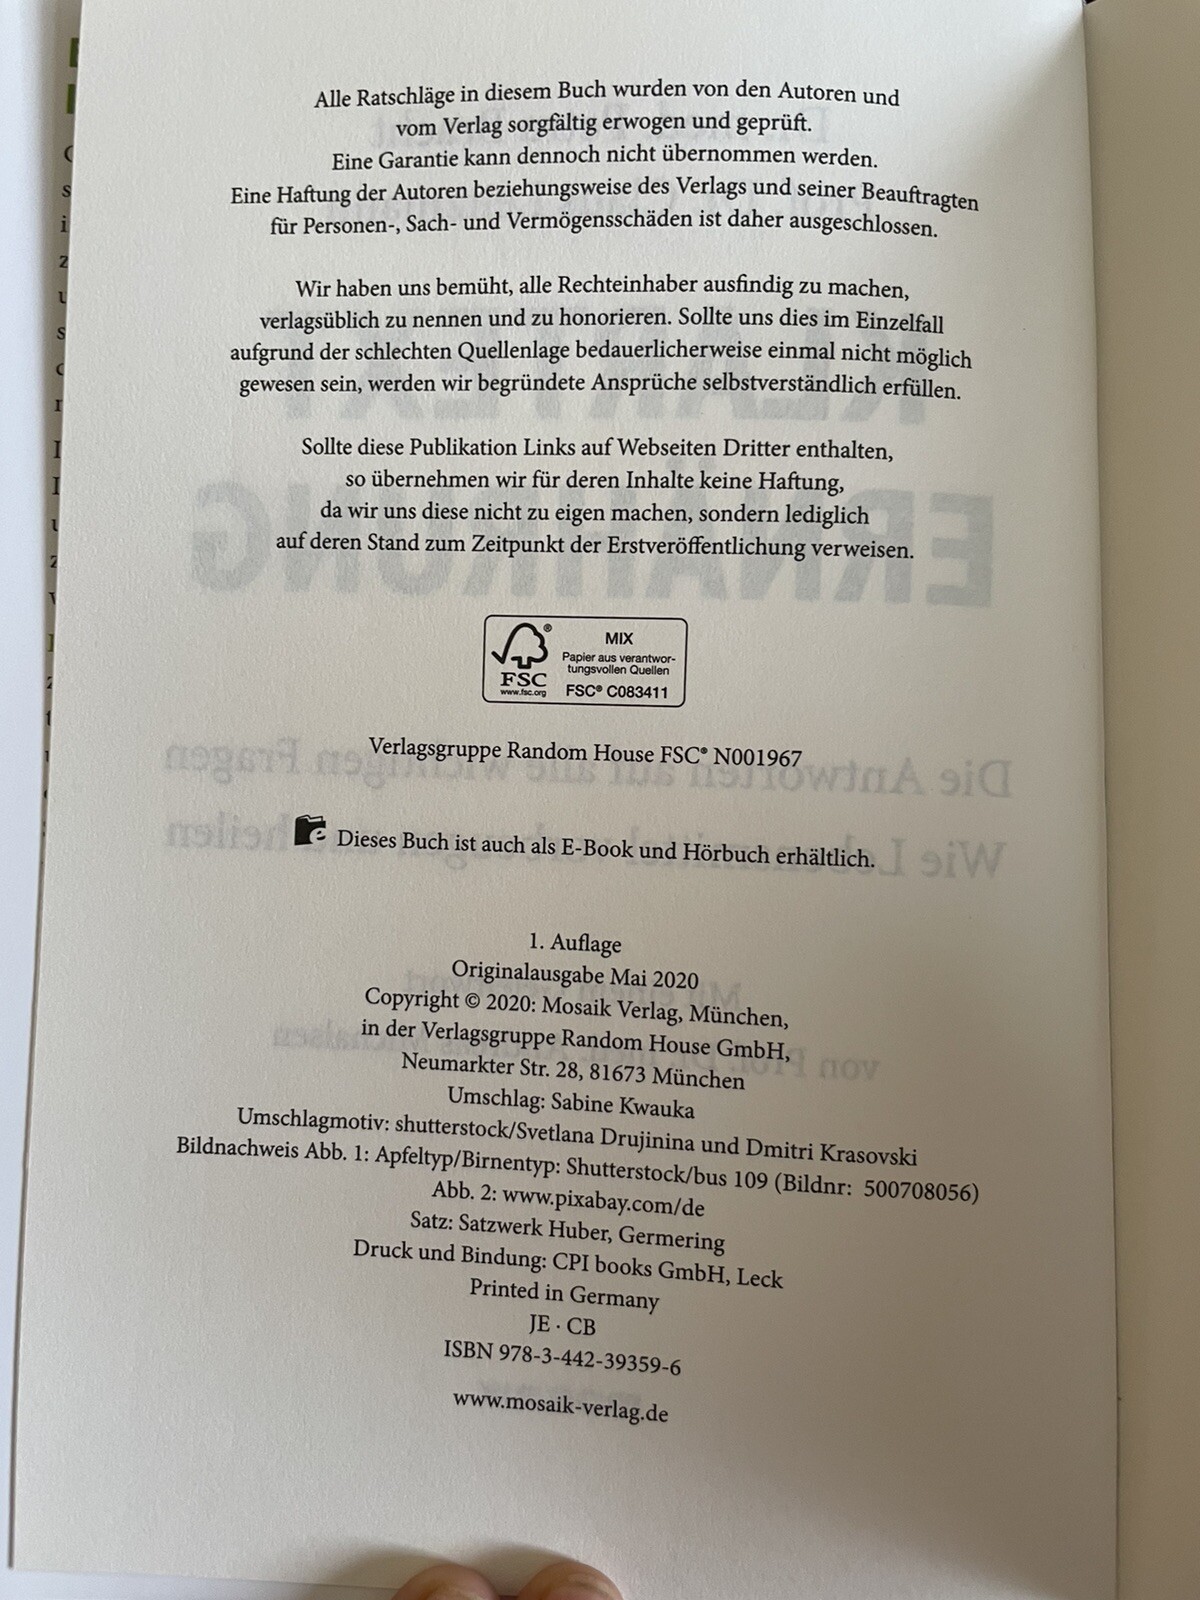 Alle Ratschläge in diesem Buch wurden von den Autoren und
vom Verlag sorgfältig erwogen und geprüft.
Eine Garantie kann dennoch nicht übernommen werden.
Eine Haftung der Autoren beziehungsweise des Verlags und seiner Beauftragten
für Personen-, Sach- und Vermögensschäden ist daher ausgeschlossen.
Wir haben uns bemüht, alle Rechteinhaber ausfindig zu machen,
verlagsüblich zu nennen und zu honorieren. Sollte uns dies im Einzelfall
aufgrund der schlechten Quellenlage bedauerlicherweise einmal nicht möglich
gewesen sein, werden wir begründete Ansprüche selbstverständlich erfüllen.
Sollte diese Publikation Links auf Webseiten Dritter enthalten,
so übernehmen wir für deren Inhalte keine Haftung,
da wir uns diese nicht zu eigen machen, sondern lediglich
auf deren Stand zum Zeitpunkt der Erstveröffentlichung verweisen.
FSC
www.fsc.org
MIX
Papier aus verantwor-
tungsvollen Quellen
FSC® C083411
Verlagsgruppe Random House FSC® N001967
Dieses Buch ist auch als E-Book und Hörbuch erhältlich.
1. Auflage
Originalausgabe Mai 2020
Copyright © 2020: Mosaik Verlag, München,
in der Verlagsgruppe Random House GmbH,
Neumarkter Str. 28, 81673 München
Umschlag: Sabine Kwauka
Umschlagmotiv: shutterstock/Svetlana Drujinina und Dmitri Krasovski
Bildnachweis Abb. 1: Apfeltyp/Birnentyp: Shutterstock/bus 109 (Bildnr: 500708056)
Abb. 2: www.pixabay.com/de
Satz: Satzwerk Huber, Germering
Druck und Bindung: CPI books GmbH, Leck
Printed in Germany
JE · CB
ISBN 978-3-442-39359-6
www.mosaik-verlag.de